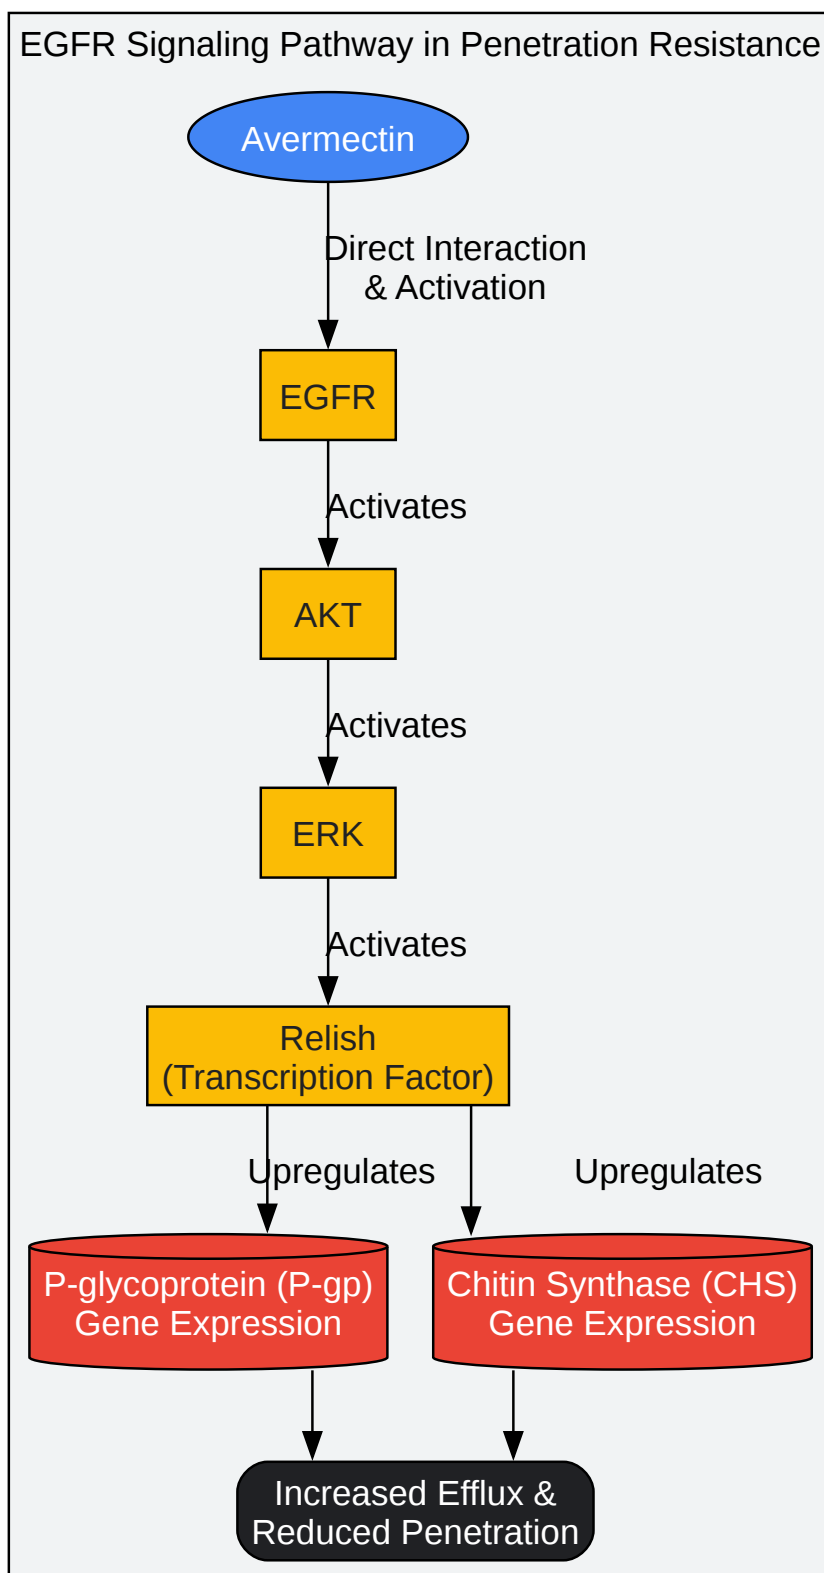 EGFR Signaling Pathway in Penetration Resistance
Avermectin
Direct Interaction
& Activation
EGFR
Activates
AKT
Activates
ERK
Activates
Relish
(Transcription Factor)
Upregulates
Upregulates
P-glycoprotein (P-gp)
Gene Expression
Chitin Synthase (CHS)
Gene Expression
Increased Efflux &
Reduced Penetration